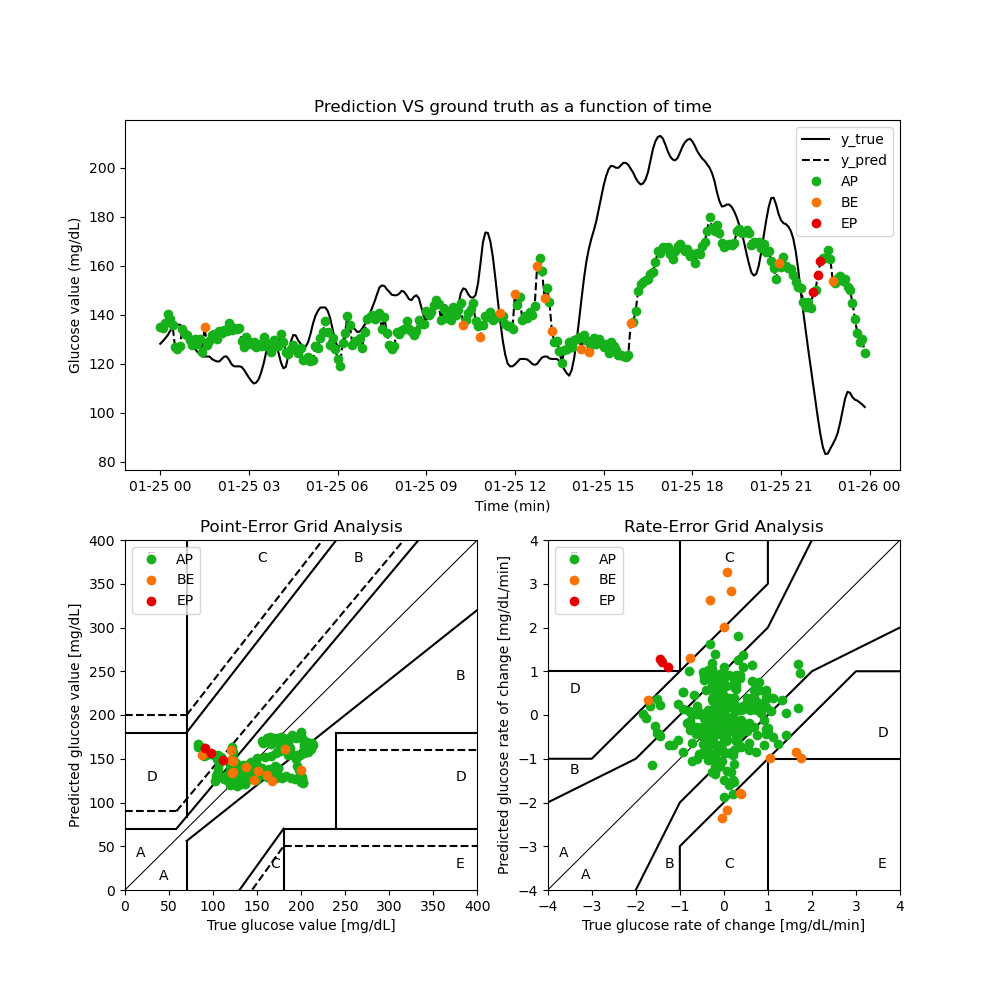 Prediction VS ground truth as a function of time
Glucose value (mg/dL)
200
180
160
140
120
100
80
y_true
y_pred
AP
BE
EP
01-25 00 01-25 03 01-25 06 01-25 09 01-25 12 01-25 15 01-25 18 01-25 21 01-26 00
Time (min)
Point-Error Grid Analysis
Predicted glucose value [mg/dL]
400
350
300
250
200
150
100
50
0
AP
BE
EP
C
B
B
D
D
A
A
C
E
0 50 100 150 200 250 300 350 400
True glucose value [mg/dL]
Rate-Error Grid Analysis
Predicted glucose rate of change [mg/dL/min]
4
3
2
1
0
−1
−2
−3
−4
AP
BE
EP
C
D
D
B
A
A
B
C
E
−4 −3 −2 −1 0 1 2 3 4
True glucose rate of change [mg/dL/min]